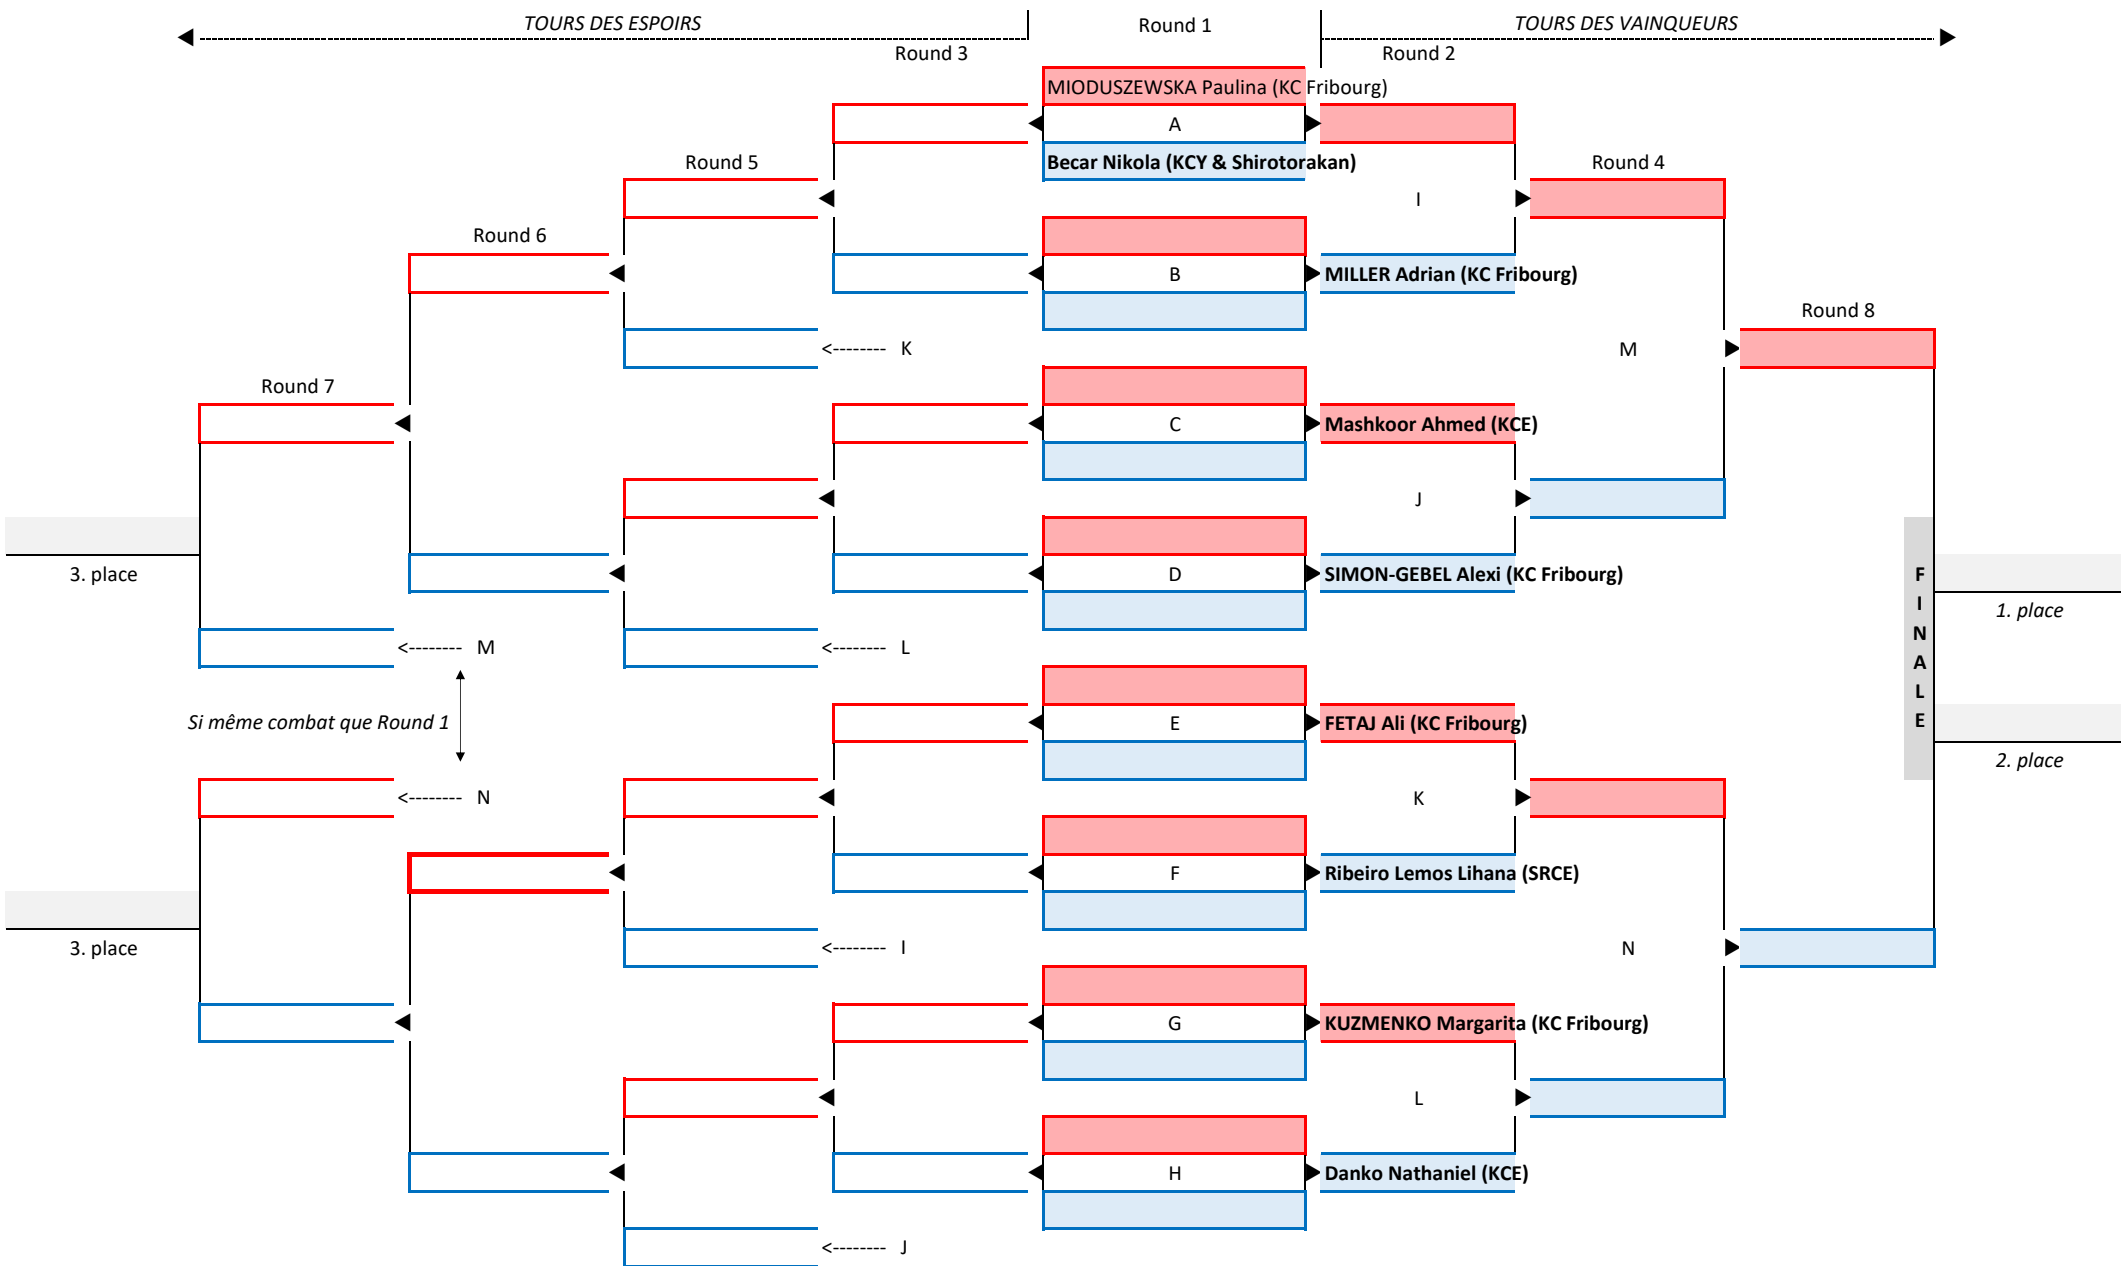 TOURS DES ESPOIRS
Round 1
TOURS DES VAINQUEURS
Round 3
Round 2
MIODUSZEWSKA Paulina (KC Fribourg)
A
Round 5
Becar Nikola (KCY & Shirotorakan)
Round 4
I
Round 6
B
MILLER Adrian (KC Fribourg)
Round 8
<-------- K
M
Round 7
C
Mashkoor Ahmed (KCE)
J
3. place
D
SIMON-GEBEL Alexi (KC Fribourg)
FINALE
1. place
<-------- M
<-------- L
Si même combat que Round 1
E
FETAJ Ali (KC Fribourg)
2. place
<-------- N
K
F
Ribeiro Lemos Lihana (SRCE)
3. place
<-------- I
N
G
KUZMENKO Margarita (KC Fribourg)
L
H
Danko Nathaniel (KCE)
<-------- J